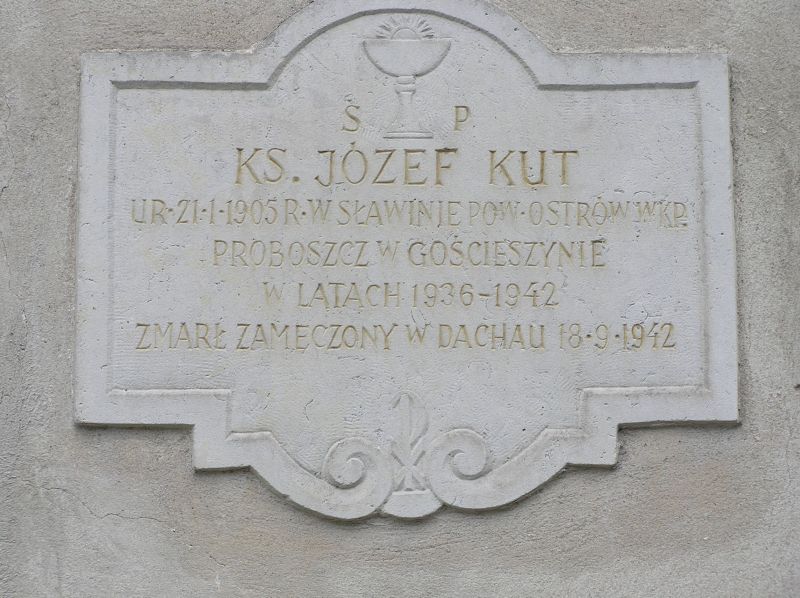 Ś P
KS. JÓZEF KUT
UR·21·1·1905 R·W SŁAWINIE POW·OSTRÓW WKP.
PROBOSZCZ W GOŚCIESZYNIE
W LATACH 1936-1942
ZMARŁ ZAMĘCZONY W DACHAU 18·9·1942